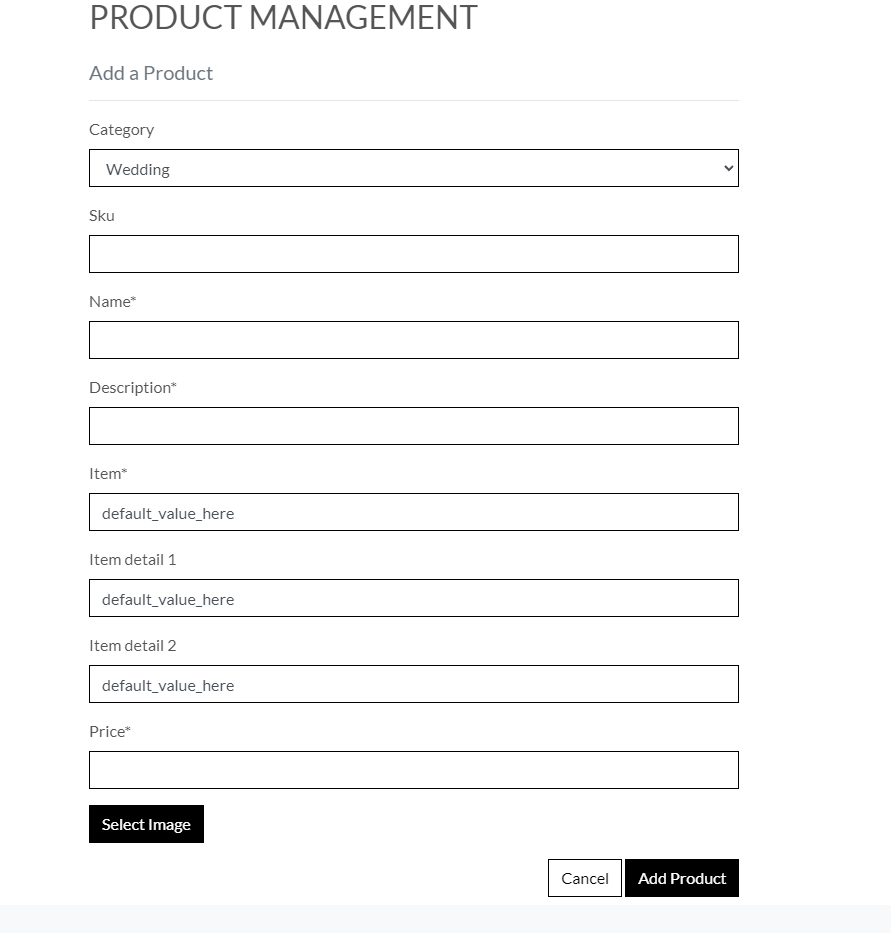 PRODUCT MANAGEMENT
Add a Product
Category
Wedding
Sku
Name*
Description*
Item*
default_value_here
Item detail 1
default_value_here
Item detail 2
default_value_here
Price*
Select Image
Cancel Add Product